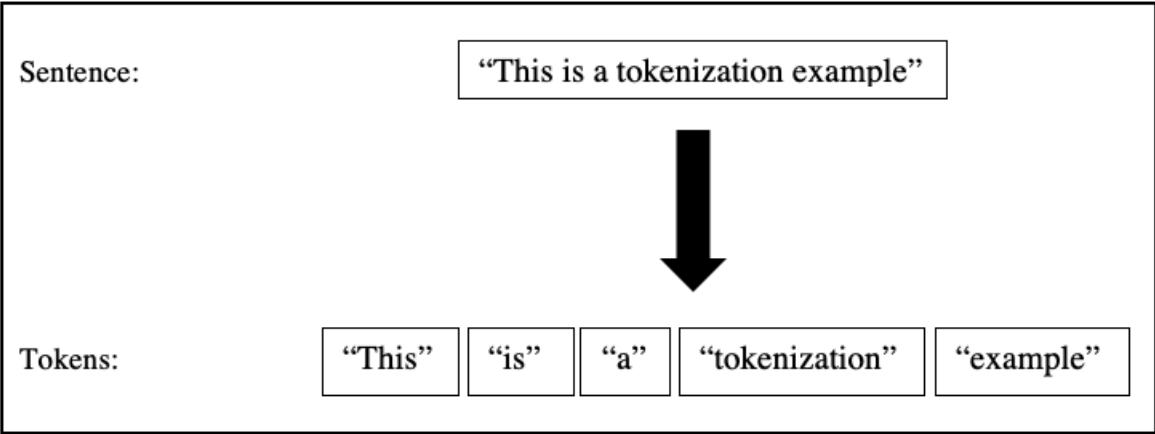 Sentence: “This is a tokenization example”
Tokens: “This” “is” “a” “tokenization” “example”